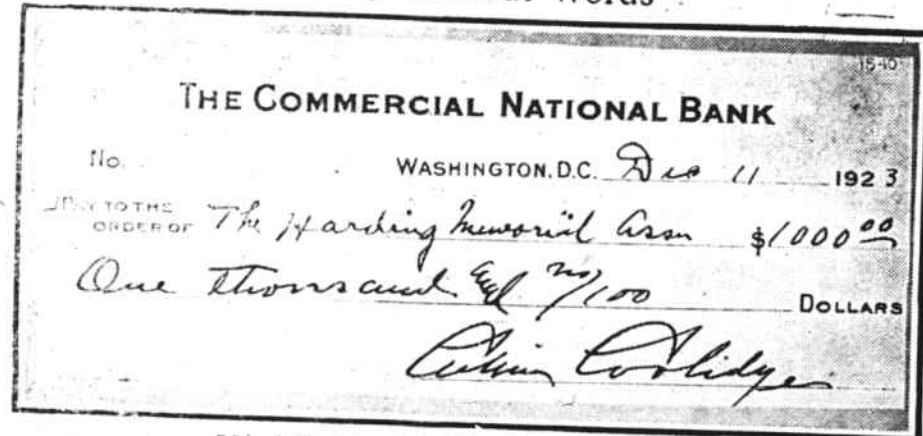 Words
1540
THE COMMERCIAL NATIONAL BANK
No. WASHINGTON, D.C. Dec 11 1923
PAY TO THE
ORDER OF The Harding Memorial Assn $1000 00
One thousand and no/100 DOLLARS
Calvin Coolidge